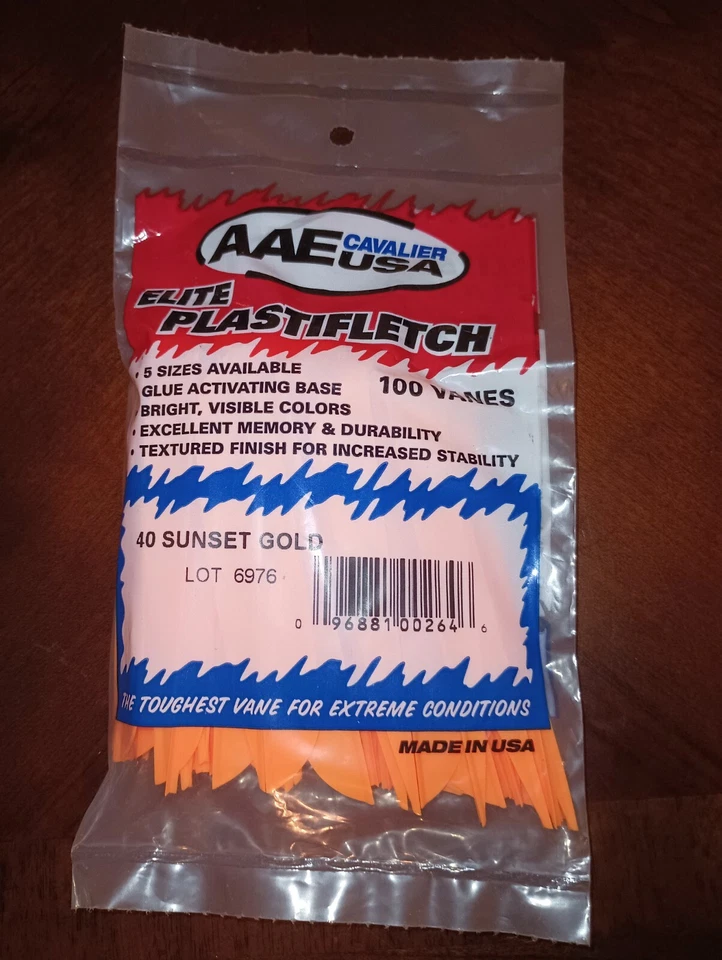 AAE CAVALIER
USA
ELITE
PLASTIFLETCH
• 5 SIZES AVAILABLE
GLUE ACTIVATING BASE
100 VANES
• BRIGHT, VISIBLE COLORS
• EXCELLENT MEMORY & DURABILITY
• TEXTURED FINISH FOR INCREASED STABILITY
40 SUNSET GOLD
LOT 6976
0 96881 00264 6
THE TOUGHEST VANE FOR EXTREME CONDITIONS
MADE IN USA